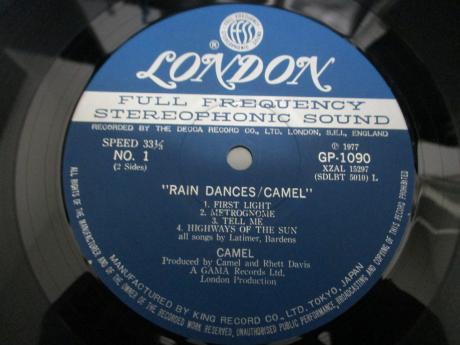 FULL FREQUENCY STEREOPHONIC SOUND
®
LONDON
FULL FREQUENCY
STEREOPHONIC SOUND
RECORDED BY THE DECCA RECORD CO., LTD. LONDON, S.E.I., ENGLAND
SPEED 33⅓
NO. 1
(2 Sides)
℗ 1977
GP-1090
XZAL 15297
(SDLBT 5010) L
"RAIN DANCES/CAMEL"
1. FIRST LIGHT
2. METROGNOME
3. TELL ME
4. HIGHWAYS OF THE SUN
all songs by Latimer, Bardens
CAMEL
Produced by Camel and Rhett Davis
A GAMA Records Ltd.,
London Production
MANUFACTURED BY KING RECORD CO., LTD. TOKYO, JAPAN
ALL RIGHTS OF THE MANUFACTURER AND OF THE OWNER OF THE RECORDED WORK RESERVED, UNAUTHORISED PUBLIC PERFORMANCE, BROADCASTING AND COPYING OF THIS RECORD PROHIBITED